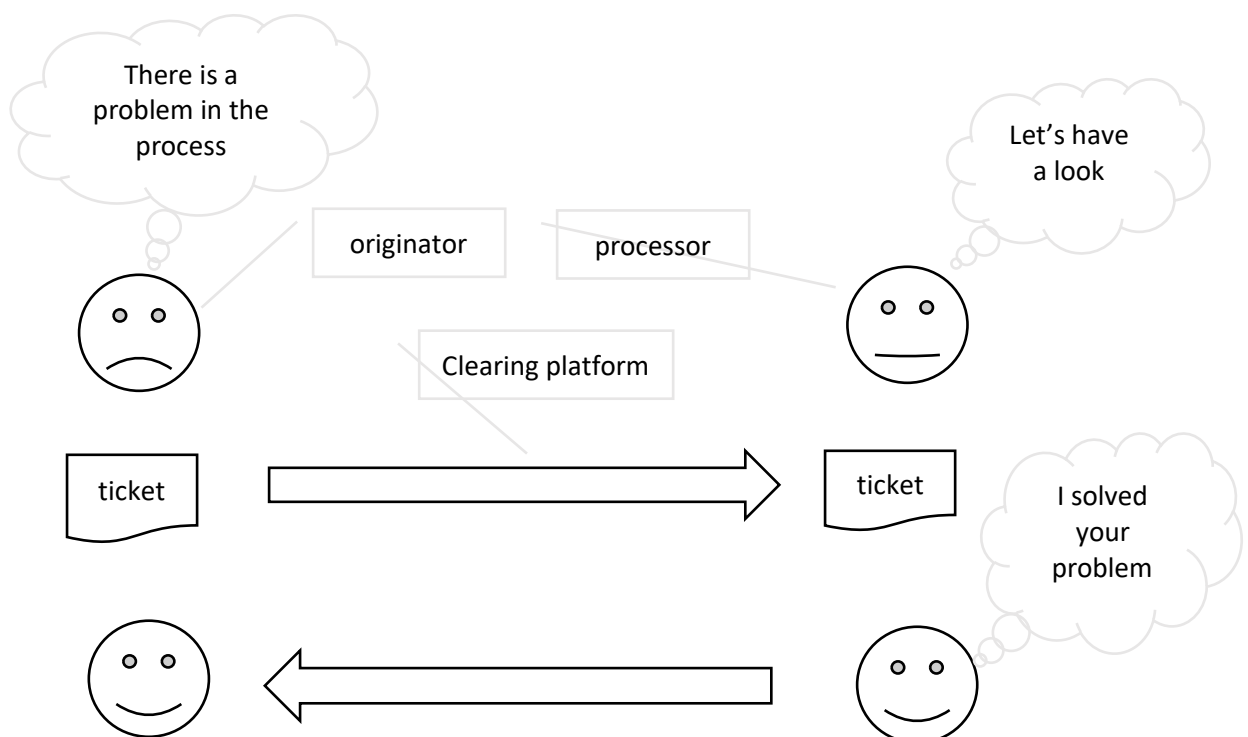 There is a
problem in the
process
Let’s have
a look
originator
processor
Clearing platform
ticket
ticket
I solved
your
problem